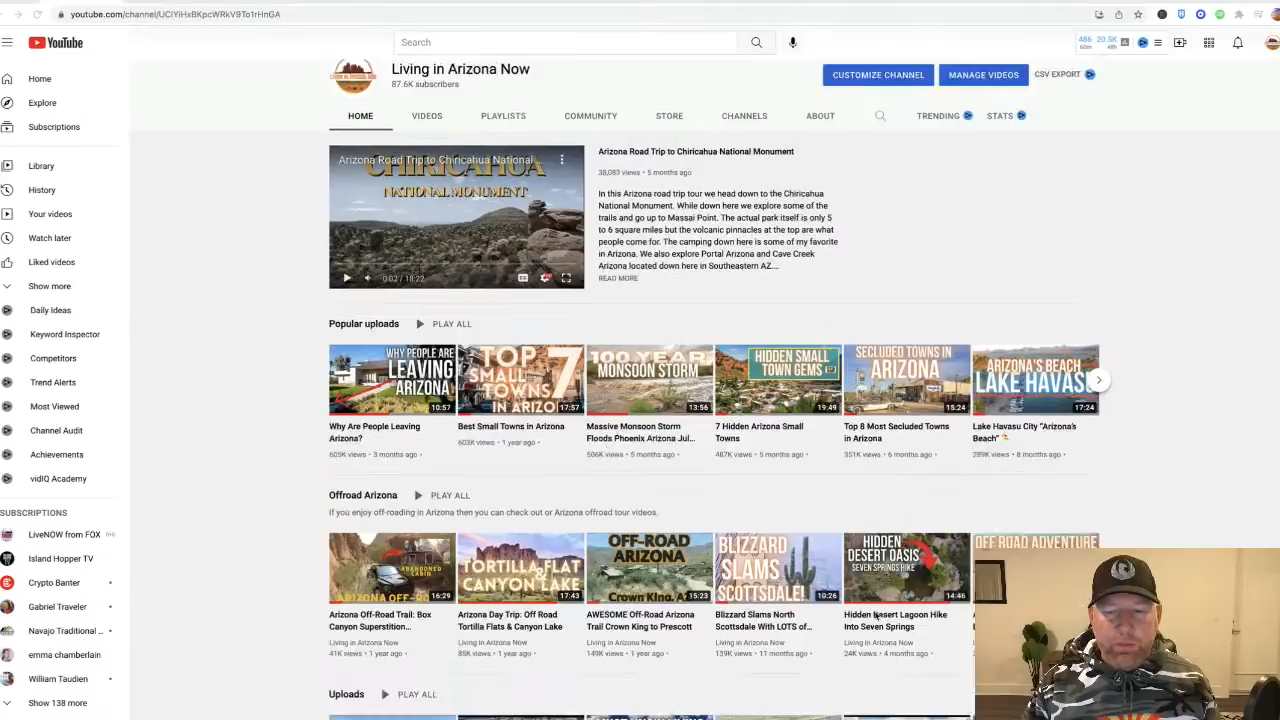 youtube.com/channel/UCiYiHxBKpcWRkV9To1rHnGA
YouTube
Search
486 20.5K
60m 48h
Living in Arizona Now
87.6K subscribers
CUSTOMIZE CHANNEL
MANAGE VIDEOS
CSV EXPORT
HOME
VIDEOS
PLAYLISTS
COMMUNITY
STORE
CHANNELS
ABOUT
TRENDING
STATS
Home
Explore
Subscriptions
Library
History
Your videos
Watch later
Liked videos
Show more
Daily Ideas
Keyword Inspector
Competitors
Trend Alerts
Most Viewed
Channel Audit
Achievements
vidIQ Academy
SUBSCRIPTIONS
LiveNOW from FOX
Island Hopper TV
Crypto Banter
Gabriel Traveler
Navajo Traditional ...
emma chamberlain
William Taudien
Show 138 more
Arizona Road Trip to Chiricahua National ...
CHIRICAHUA
NATIONAL MONUMENT
0:02 / 18:22
Arizona Road Trip to Chiricahua National Monument
38,083 views • 5 months ago
In this Arizona road trip tour we head down to the Chiricahua
National Monument. While down here we explore some of the
trails and go up to Massai Point. The actual park itself is only 5
to 6 square miles but the volcanic pinnacles at the top are what
people come for. The camping down here is some of my favorite
in Arizona. We also explore Portal Arizona and Cave Creek
Arizona located down here in Southeastern AZ....
READ MORE
Popular uploads
PLAY ALL
WHY PEOPLE ARE
LEAVING
ARIZONA
10:57
Why Are People Leaving
Arizona?
605K views • 3 months ago •
TOP 7
SMALL
TOWNS
IN ARIZO
17:57
Best Small Towns in Arizona
603K views • 1 year ago •
100 YEAR
MONSOON STORM
13:56
Massive Monsoon Storm
Floods Phoenix Arizona Jul...
506K views • 5 months ago •
HIDDEN SMALL
TOWN GEMS
19:49
7 Hidden Arizona Small
Towns
487K views • 5 months ago •
SECLUDED TOWNS IN
ARIZONA
15:24
Top 8 Most Secluded Towns
in Arizona
351K views • 6 months ago •
ARIZONA'S BEACH
LAKE HAVAS
17:24
Lake Havasu City "Arizona's
Beach"
289K views • 8 months ago •
Offroad Arizona
PLAY ALL
If you enjoy off-roading in Arizona then you can check out or Arizona offroad tour videos.
ABANDONED
CABIN
ARIZONA OFF-RO
16:29
Arizona Off-Road Trail: Box
Canyon Superstition...
Living in Arizona Now
41K views • 1 year ago •
TORTILLA FLAT
CANYON LAKE
17:43
Arizona Day Trip: Off Road
Tortilla Flats & Canyon Lake
Living in Arizona Now
85K views • 1 year ago •
OFF-ROAD
ARIZONA
15:23
AWESOME Off-Road Arizona
Trail Crown King to Prescott
Living in Arizona Now
149K views • 1 year ago •
BLIZZARD
SLAMS
SCOTTSDALE!
10:26
Blizzard Slams North
Scottsdale With LOTS of...
Living in Arizona Now
139K views • 11 months ago •
HIDDEN
DESERT OASIS
SEVEN SPRINGS HIKE
14:46
Hidden Desert Lagoon Hike
Into Seven Springs
Living in Arizona Now
24K views • 4 months ago •
OFF ROAD ADVENTURE
Uploads
PLAY ALL